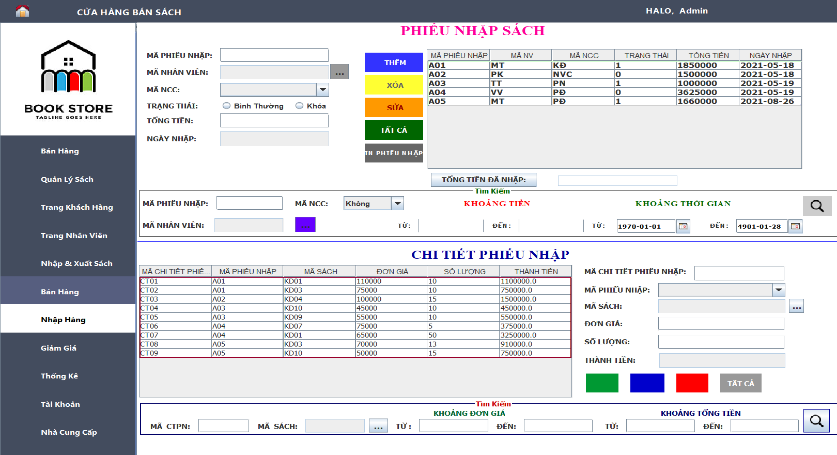 CỬA HÀNG BÁN SÁCH
HALO, Admin
BOOK STORE
TAGLINE GOES HERE
Bán Hàng
Quản Lý Sách
Trang Khách Hàng
Trang Nhân Viên
Nhập & Xuất Sách
Bán Hàng
Nhập Hàng
Giảm Giá
Thống Kê
Tài Khoản
Nhà Cung Cấp
PHIẾU NHẬP SÁCH
MÃ PHIẾU NHẬP:
MÃ NHÂN VIÊN: ...
MÃ NCC:
TRẠNG THÁI: Bình Thường Khóa
TỔNG TIỀN:
NGÀY NHẬP:
THÊM
XÓA
SỬA
TẤT CẢ
IN PHIẾU NHẬP
MÃ PHIẾU NHẬP MÃ NV MÃ NCC TRẠNG THÁI TỔNG TIỀN NGÀY NHẬP
A01 MT KĐ 1 1850000 2021-05-18
A02 PK NVC 0 1500000 2021-05-18
A03 TT PN 1 1000000 2021-05-19
A04 VV PĐ 0 3625000 2021-05-19
A05 MT PĐ 1 1660000 2021-08-26
TỔNG TIỀN ĐÃ NHẬP:
Tìm Kiếm
MÃ PHIẾU NHẬP: MÃ NCC: Không KHOẢNG TIỀN KHOẢNG THỜI GIAN
MÃ NHÂN VIÊN: TỪ: ĐẾN: TỪ: 1970-01-01 ĐẾN: 4901-01-28
CHI TIẾT PHIẾU NHẬP
MÃ CHI TIẾT PHIẾ... MÃ PHIẾU NHẬP MÃ SÁCH ĐƠN GIÁ SỐ LƯỢNG THÀNH TIỀN
CT01 A01 KD01 110000 10 1100000.0
CT02 A01 KD03 75000 10 750000.0
CT03 A02 KD04 100000 15 1500000.0
CT04 A03 KD10 45000 10 450000.0
CT05 A03 KD09 55000 10 550000.0
CT06 A04 KD07 75000 5 375000.0
CT07 A04 KD01 65000 50 3250000.0
CT08 A05 KD03 70000 13 910000.0
CT09 A05 KD10 50000 15 750000.0
MÃ CHI TIẾT PHIẾU NHẬP:
MÃ PHIẾU NHẬP:
MÃ SÁCH: ...
ĐƠN GIÁ:
SỐ LƯỢNG:
THÀNH TIỀN:
TẤT CẢ
Tìm Kiếm
KHOẢNG ĐƠN GIÁ KHOẢNG TỔNG TIỀN
MÃ CTPN: MÃ SÁCH: ... TỪ : ĐẾN: TỪ: ĐẾN: